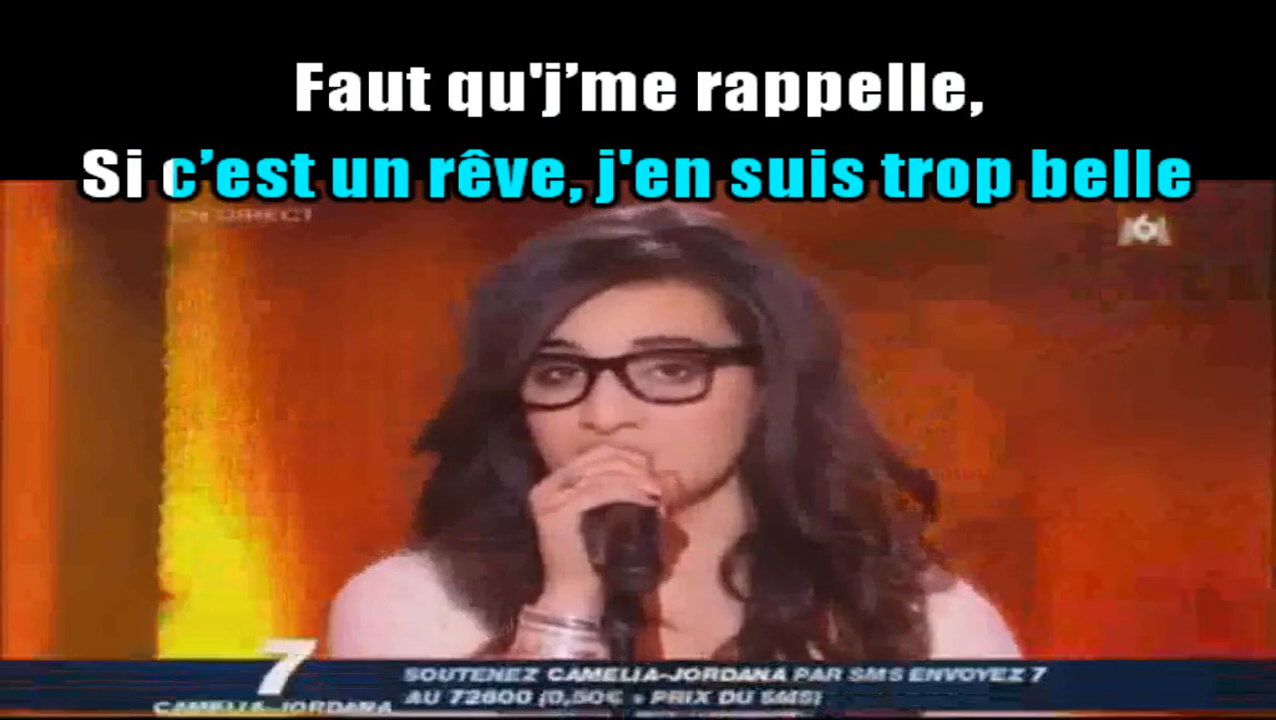 Faut qu'j’me rappelle,
Si c’est un rêve, j'en suis trop belle
EN DIRECT
M6
7
SOUTENEZ CAMELIA-JORDANA PAR SMS ENVOYEZ 7
AU 72600 (0,50€ + PRIX DU SMS)
CAMELIA-JORDANA